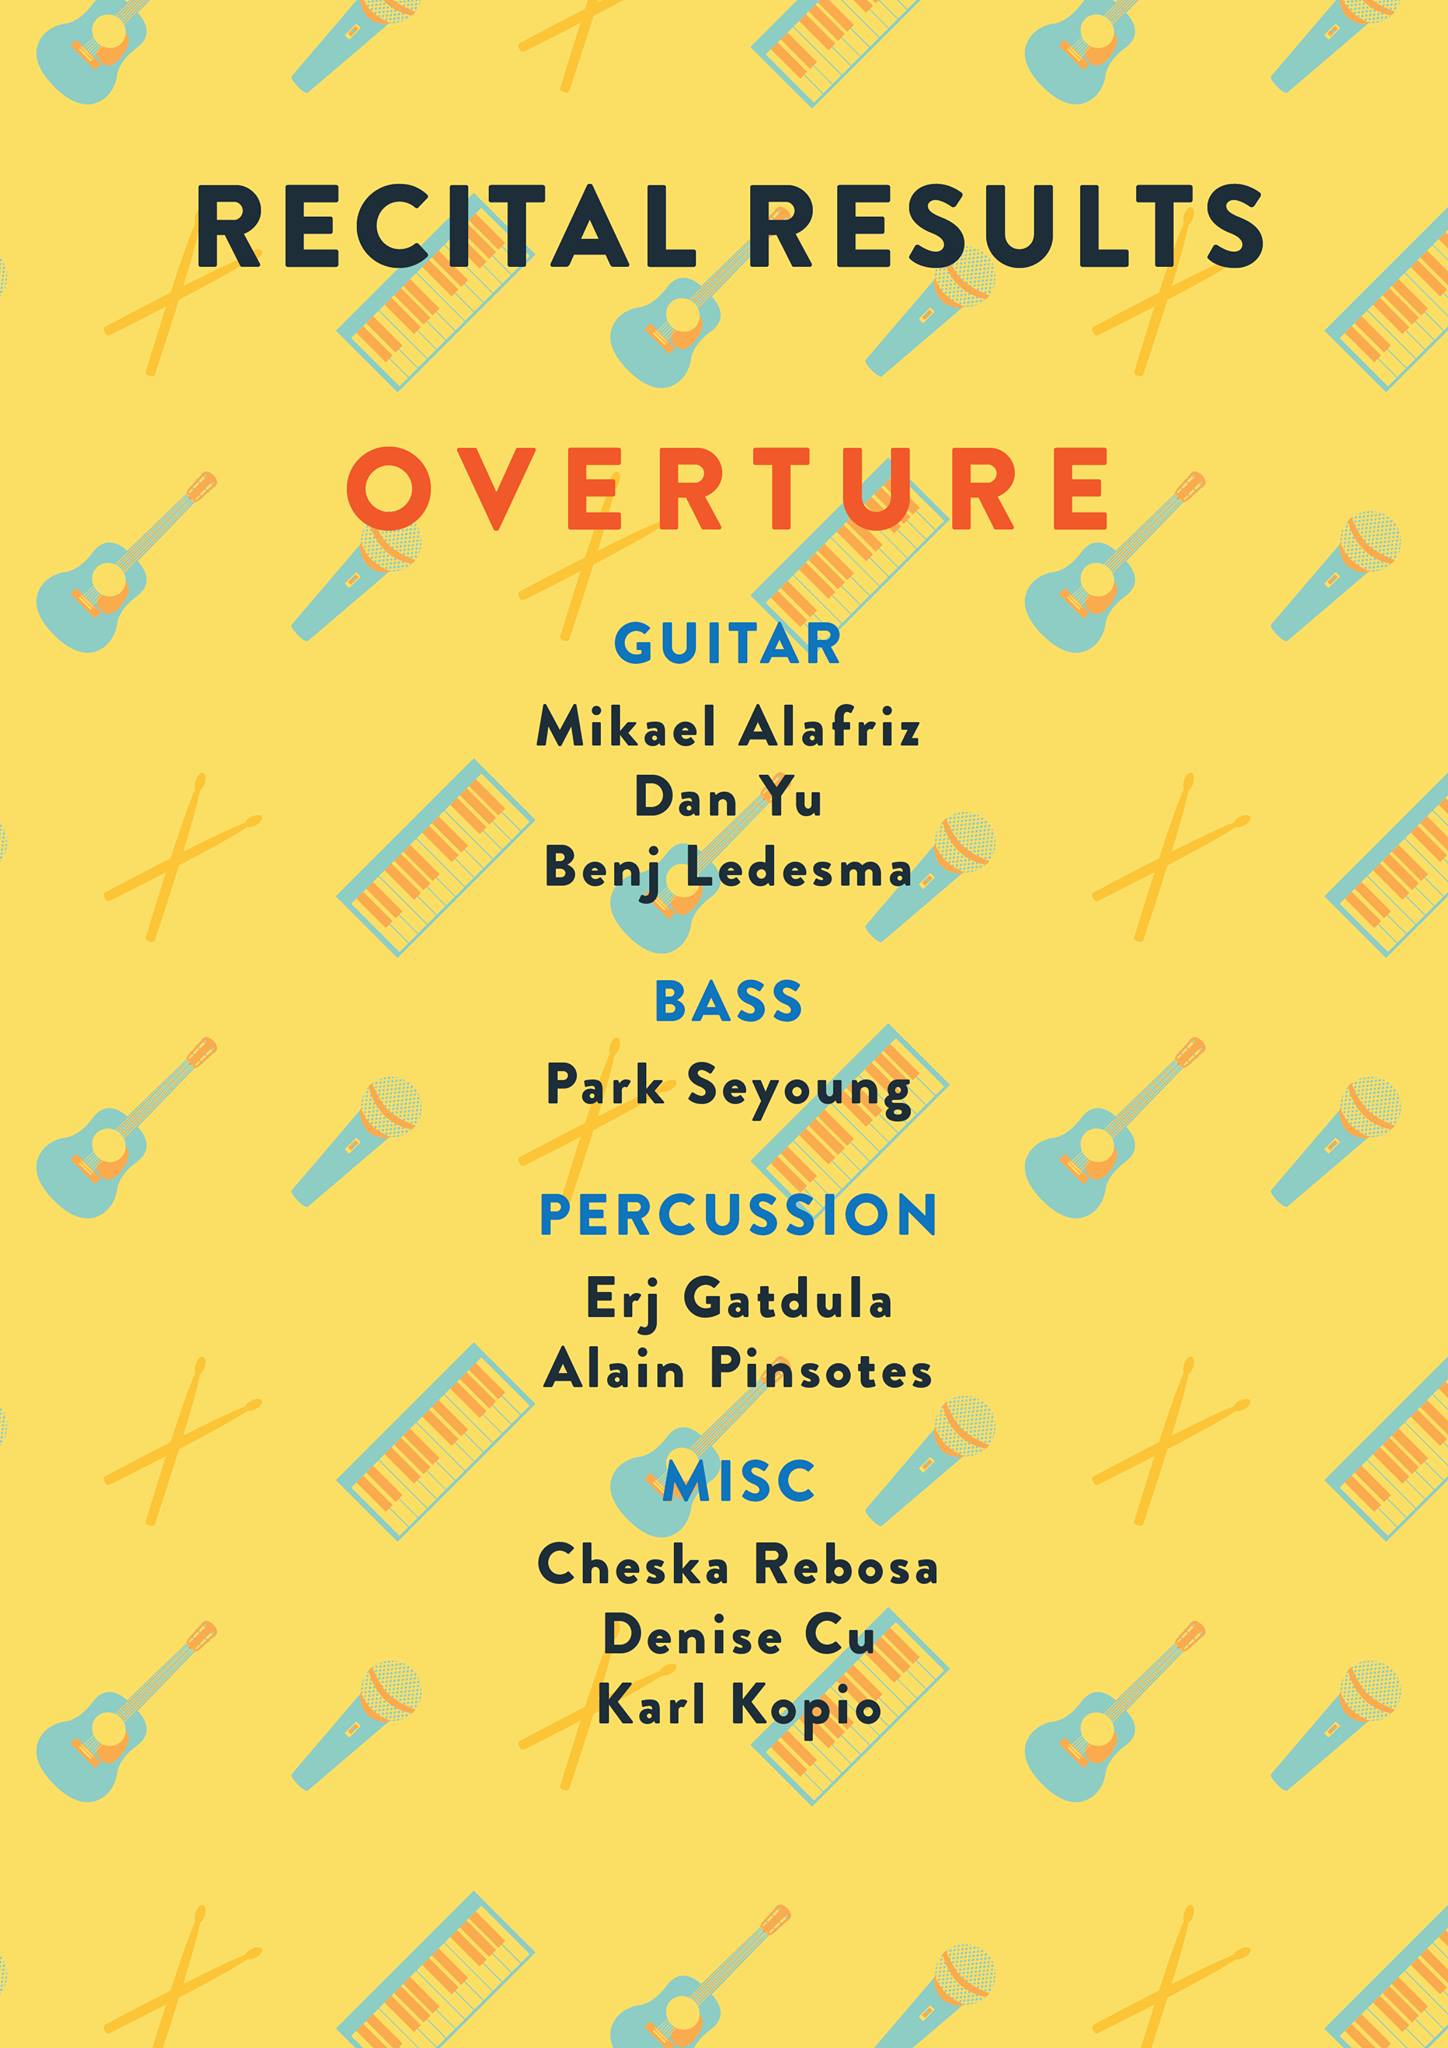 RECITAL RESULTS
OVERTURE
GUITAR
Mikael Alafriz
Dan Yu
Benj Ledesma
BASS
Park Seyoung
PERCUSSION
Erj Gatdula
Alain Pinsotes
MISC
Cheska Rebosa
Denise Cu
Karl Kopio